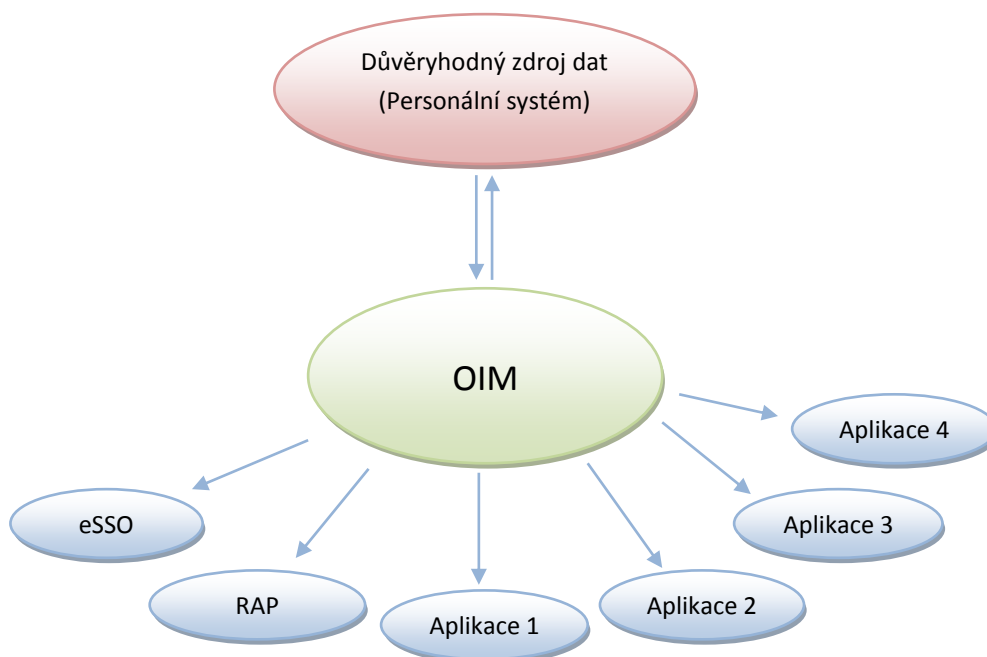 Důvěryhodný zdroj dat
(Personální systém)
OIM
Aplikace 4
eSSO
Aplikace 3
RAP
Aplikace 1
Aplikace 2